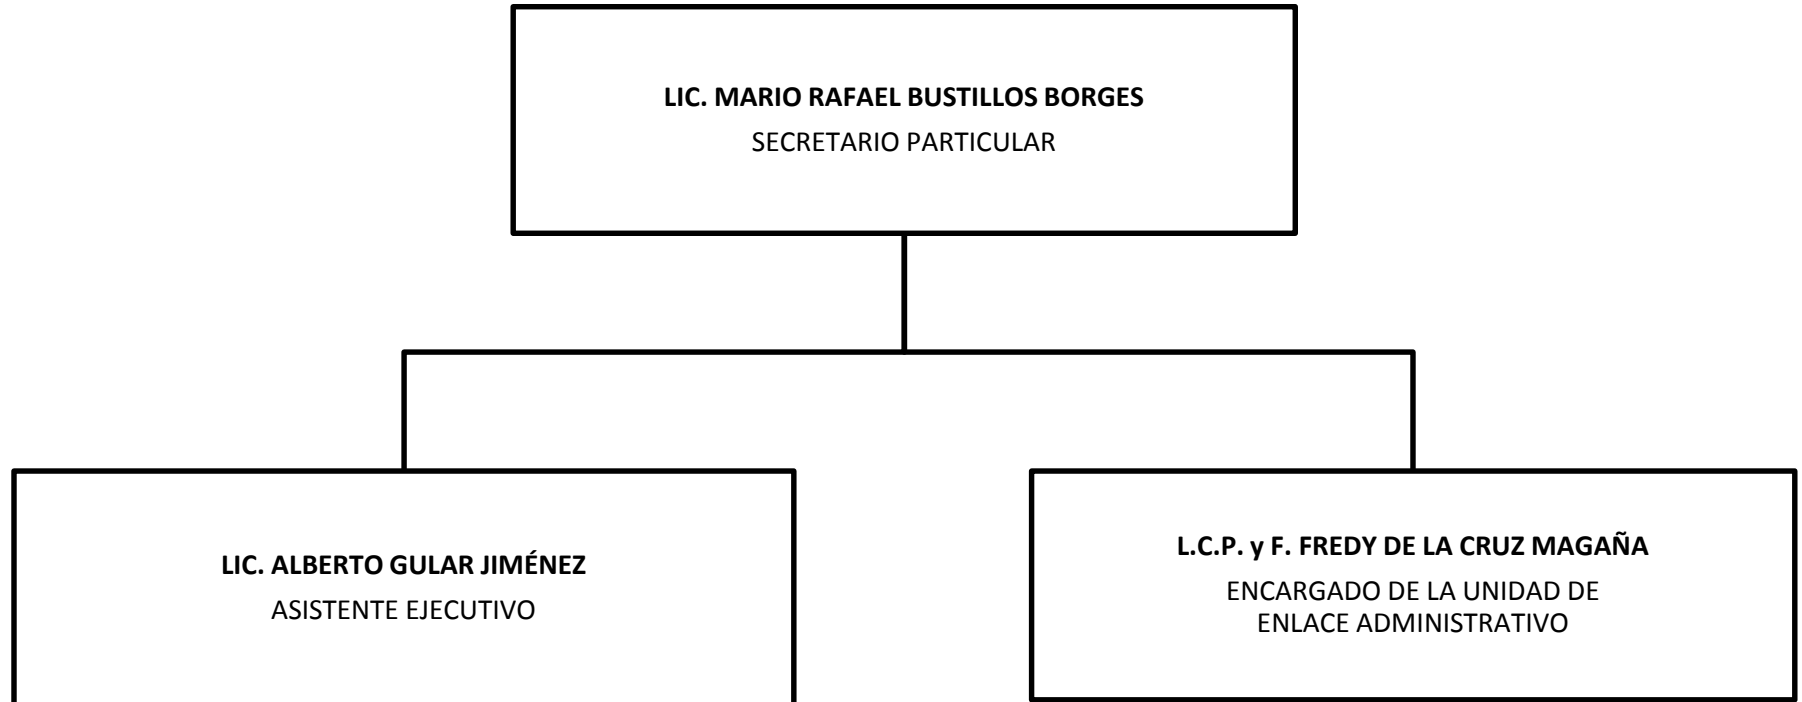 LIC. MARIO RAFAEL BUSTILLOS BORGES
SECRETARIO PARTICULAR
LIC. ALBERTO GULAR JIMÉNEZ
ASISTENTE EJECUTIVO
L.C.P. y F. FREDY DE LA CRUZ MAGAÑA
ENCARGADO DE LA UNIDAD DE
ENLACE ADMINISTRATIVO